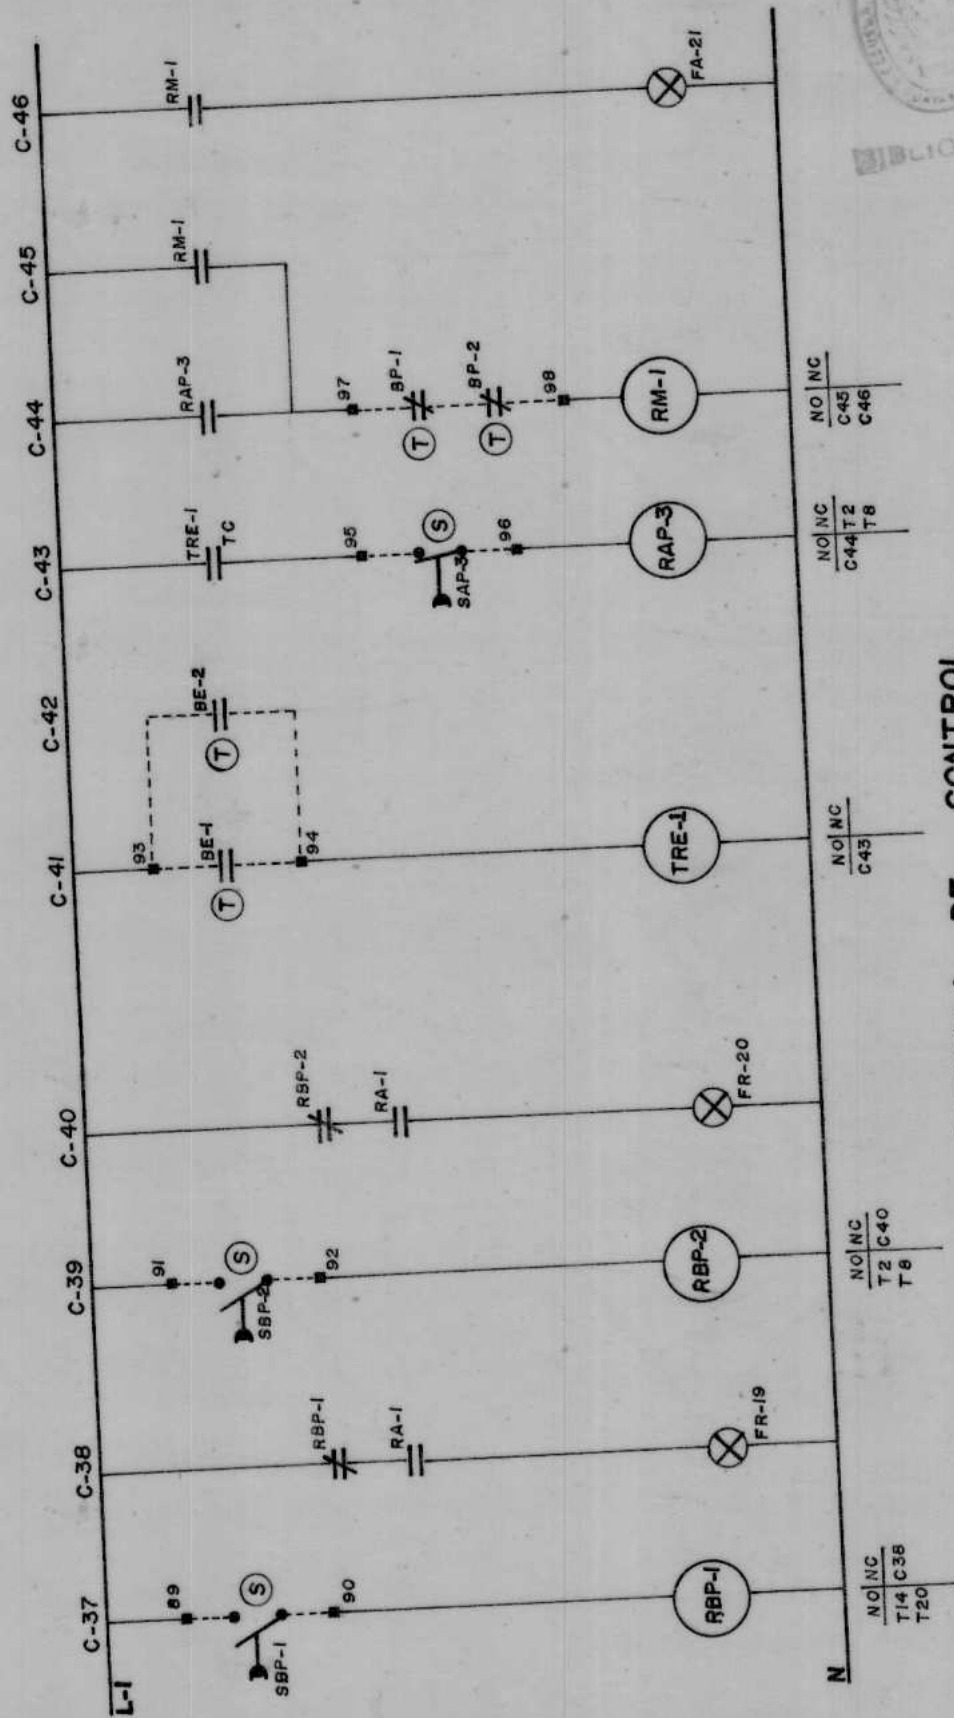 L-1
C-37
C-38
C-39
C-40
C-41
C-42
C-43
C-44
C-45
C-46
89
SBP-1
S
90
RBP-1
NO NC
T14 C38
T20
RBP-1
RA-1
FR-19
91
SBP-2
S
92
RBP-2
NO NC
T2 C40
T8
RBP-2
RA-1
FR-20
93
BE-1
T
94
TRE-1
NO NC
C43
BE-2
T
TRE-1
TC
95
SAP-3
S
96
RAP-3
NO NC
C44 T2
T8
RAP-3
97
BP-1
T
BP-2
T
98
RM-1
NO NC
C45
C46
RM-1
RM-1
FA-21
N
DE CONTROL